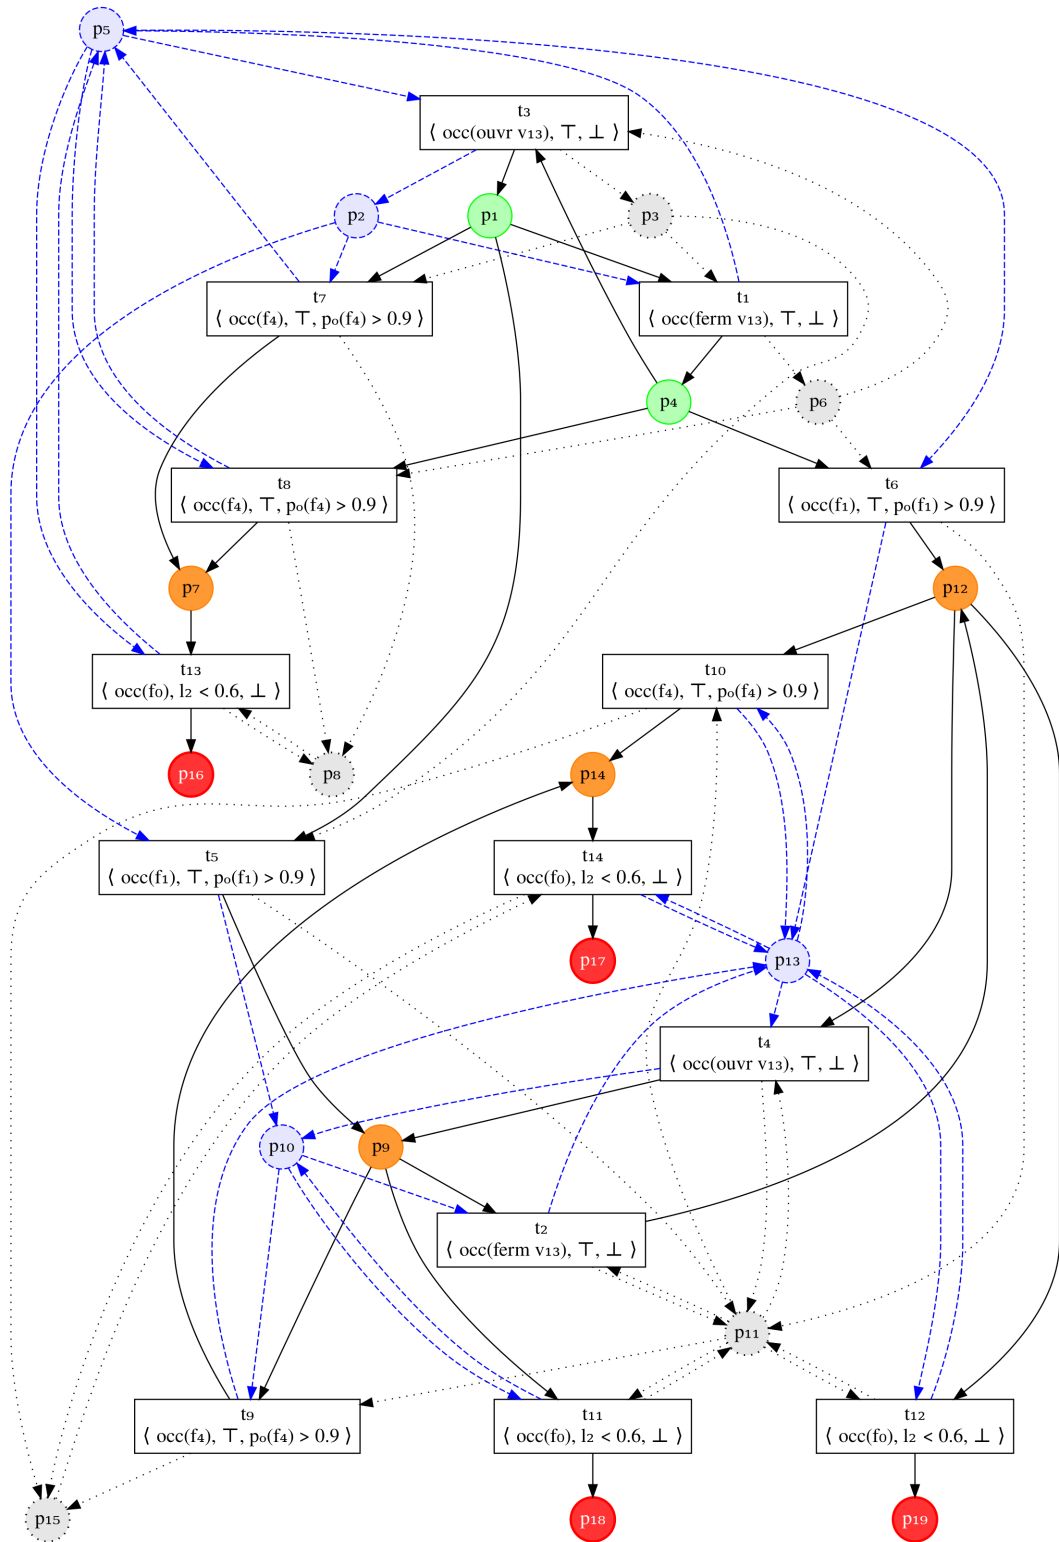 p₅
t₃
⟨ occ(ouvr v₁₃), ⊤, ⊥ ⟩
p₂
p₁
p₃
t₇
⟨ occ(f₄), ⊤, pₒ(f₄) > 0.9 ⟩
t₁
⟨ occ(ferm v₁₃), ⊤, ⊥ ⟩
p₄
p₆
t₈
⟨ occ(f₄), ⊤, pₒ(f₄) > 0.9 ⟩
t₆
⟨ occ(f₁), ⊤, pₒ(f₁) > 0.9 ⟩
p₇
p₁₂
t₁₃
⟨ occ(f₀), l₂ < 0.6, ⊥ ⟩
t₁₀
⟨ occ(f₄), ⊤, pₒ(f₄) > 0.9 ⟩
p₁₆
p₈
p₁₄
t₅
⟨ occ(f₁), ⊤, pₒ(f₁) > 0.9 ⟩
t₁₄
⟨ occ(f₀), l₂ < 0.6, ⊥ ⟩
p₁₇
p₁₃
t₄
⟨ occ(ouvr v₁₃), ⊤, ⊥ ⟩
p₁₀
p₉
t₂
⟨ occ(ferm v₁₃), ⊤, ⊥ ⟩
p₁₁
t₉
⟨ occ(f₄), ⊤, pₒ(f₄) > 0.9 ⟩
t₁₁
⟨ occ(f₀), l₂ < 0.6, ⊥ ⟩
t₁₂
⟨ occ(f₀), l₂ < 0.6, ⊥ ⟩
p₁₅
p₁₈
p₁₉